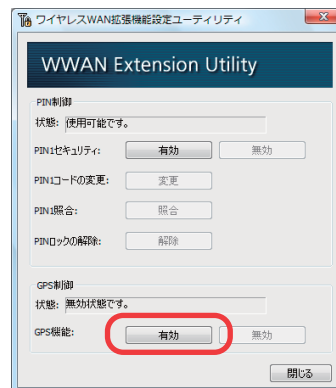 ワイヤレスWAN拡張機能設定ユーティリティ
WWAN Extension Utility
PIN制御
状態: 使用可能です。
PIN1セキュリティ: 有効 無効
PIN1コードの変更: 変更
PIN1照合: 照合
PINロックの解除: 解除
GPS制御
状態: 無効状態です。
GPS機能: 有効 無効
閉じる